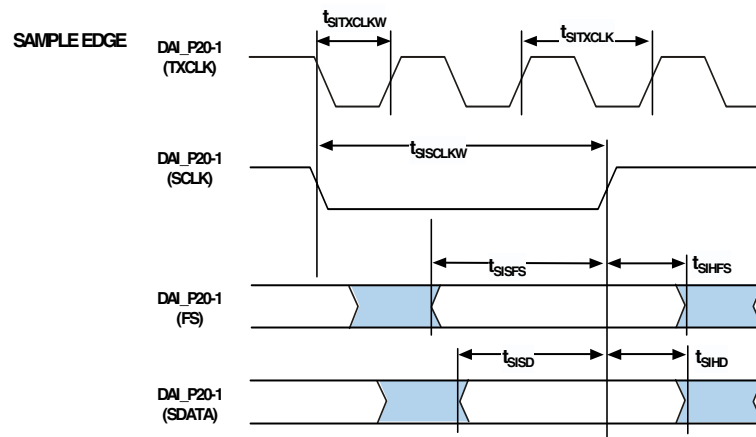 tSITXCLKW
SAMPLE EDGE
DAI_P20-1
(TXCLK)
tSITXCLK
DAI_P20-1
(SCLK)
tSISCLKW
DAI_P20-1
(FS)
tSISFS
tSIHFS
DAI_P20-1
(SDATA)
tSISD
tSIHD